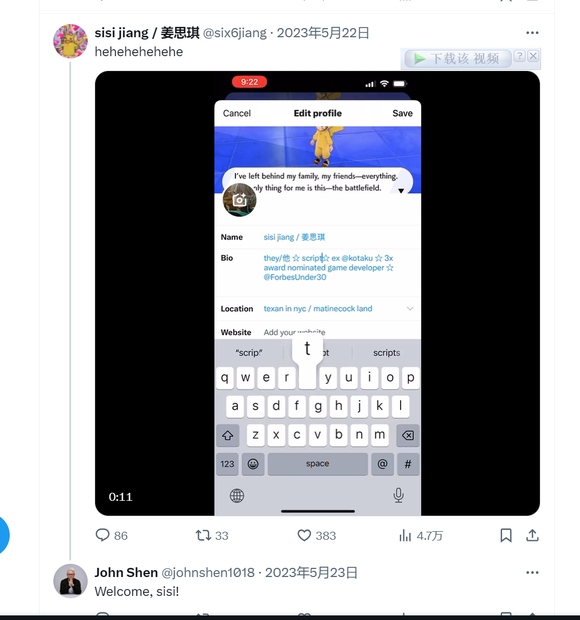 sisi jiang / 姜思琪 @six6jiang · 2023年5月22日
hehehehehehe
下载该 视频 ? ×
9:22
Cancel Edit profile Save
I've left behind my family, my friends—everything.
only thing for me is this—the battlefield.
Name sisi jiang / 姜思琪
Bio they/他 ☆ script☆ ex @kotaku ☆ 3x
award nominated game developer ☆
@ForbesUnder30
Location texan in nyc / matinecock land
Website Add your website
"scrip" pt scripts
t
q w e r y u i o p
a s d f g h j k l
z x c v b n m
123 space @ #
0:11
86 33 383 4.7万
John Shen @johnshen1018 · 2023年5月23日
Welcome, sisi!